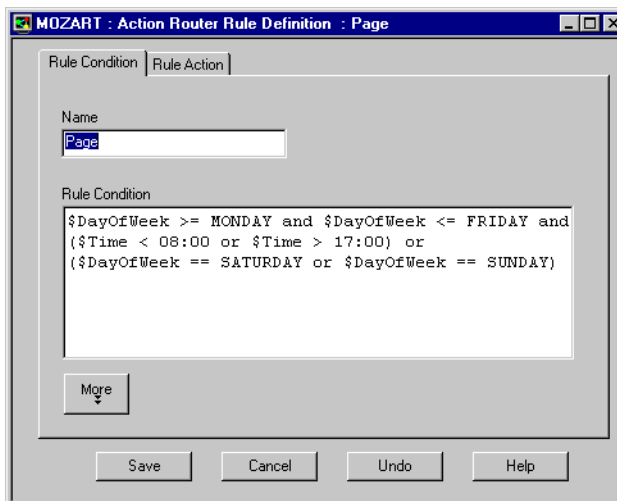 MOZART : Action Router Rule Definition : Page
Rule Condition Rule Action
Name
Page
Rule Condition
$DayOfWeek >= MONDAY and $DayOfWeek <= FRIDAY and
($Time < 08:00 or $Time > 17:00) or
($DayOfWeek == SATURDAY or $DayOfWeek == SUNDAY)
More
Save Cancel Undo Help